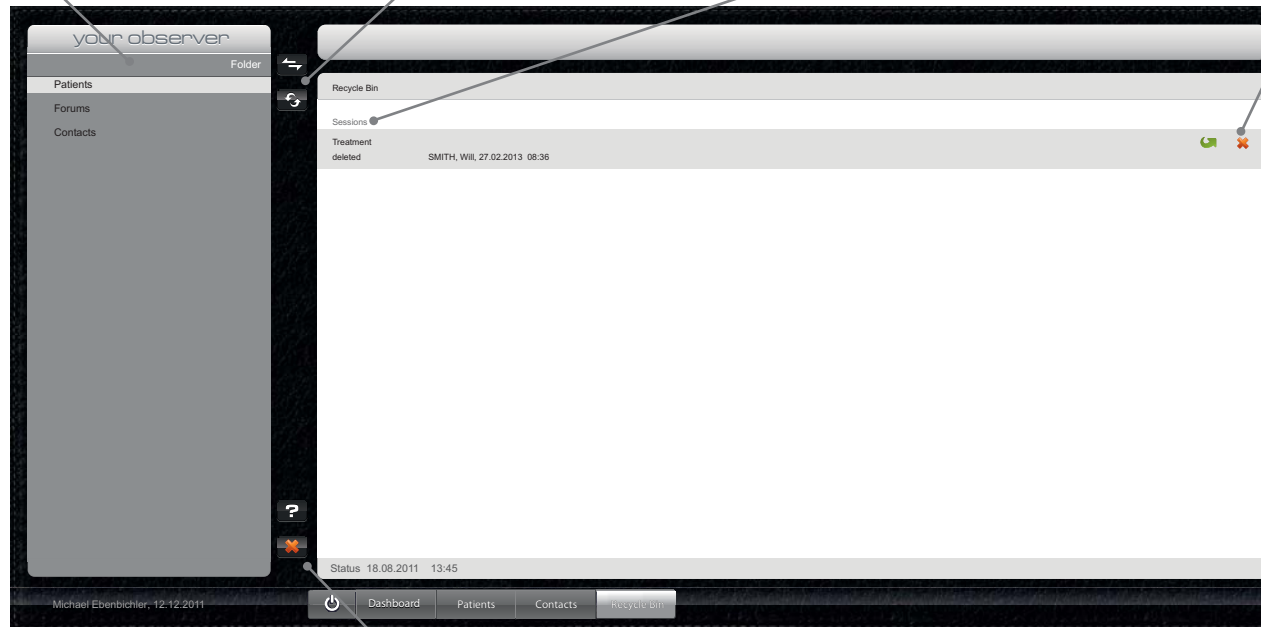 your observer
Folder
Patients
Forums
Contacts
Recycle Bin
Sessions
Treatment
deleted SMITH, Will, 27.02.2013 08:36
?
Status 18.08.2011 13:45
Michael Ebenbichler, 12.12.2011
Dashboard Patients Contacts Recycle Bin